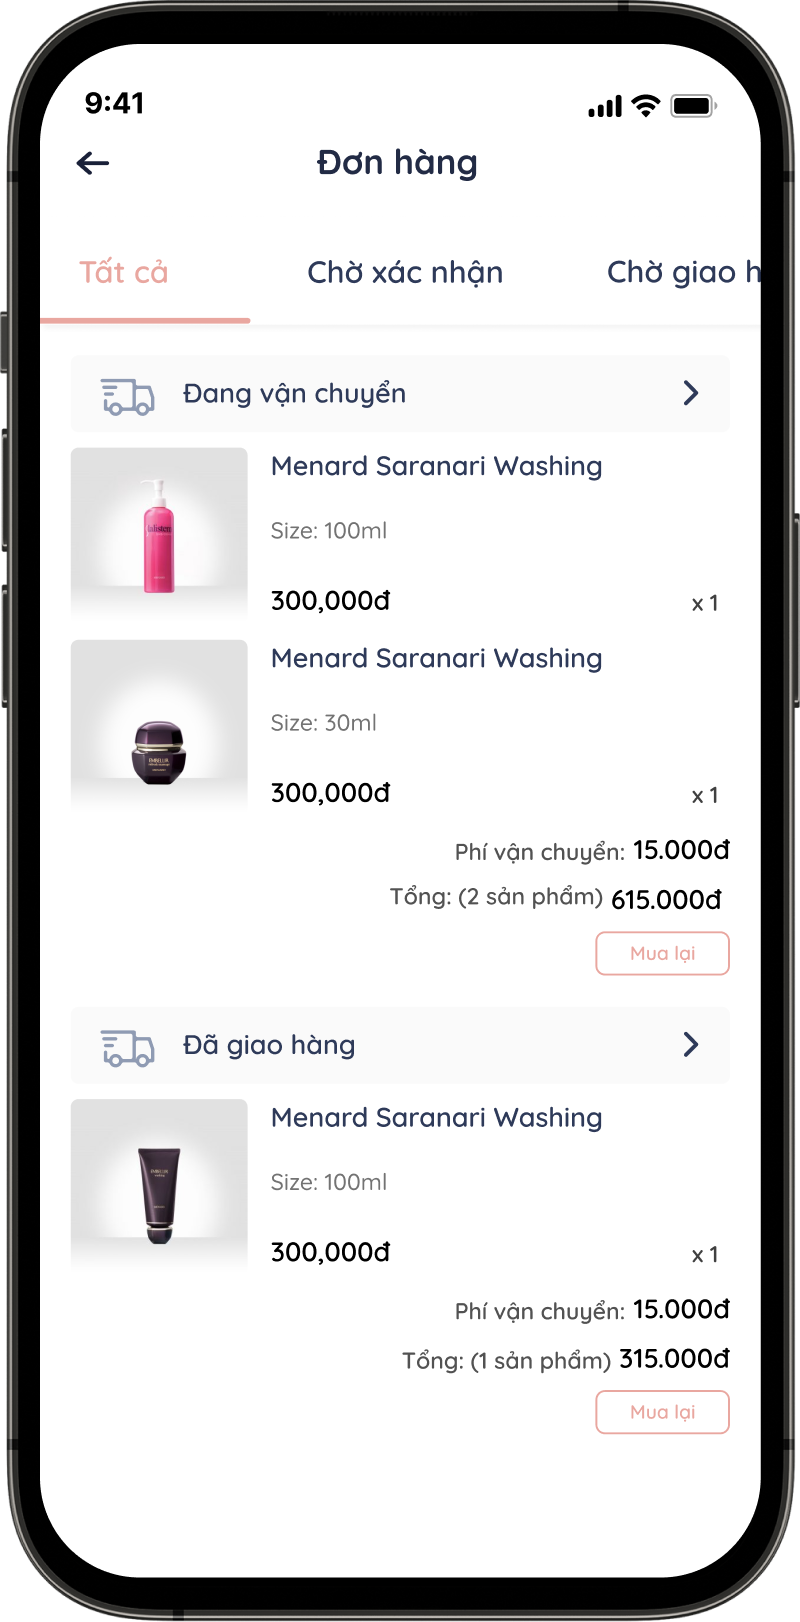 9:41
Đơn hàng
Tất cả
Chờ xác nhận
Chờ giao h
Đang vận chuyển
Menard Saranari Washing
Size: 100ml
300,000đ
x 1
Menard Saranari Washing
EMBELLIR
Size: 30ml
300,000đ
x 1
Phí vận chuyển: 15.000đ
Tổng: (2 sản phẩm) 615.000đ
Mua lại
Đã giao hàng
Menard Saranari Washing
EMBELLIR
Size: 100ml
300,000đ
x 1
Phí vận chuyển: 15.000đ
Tổng: (1 sản phẩm) 315.000đ
Mua lại